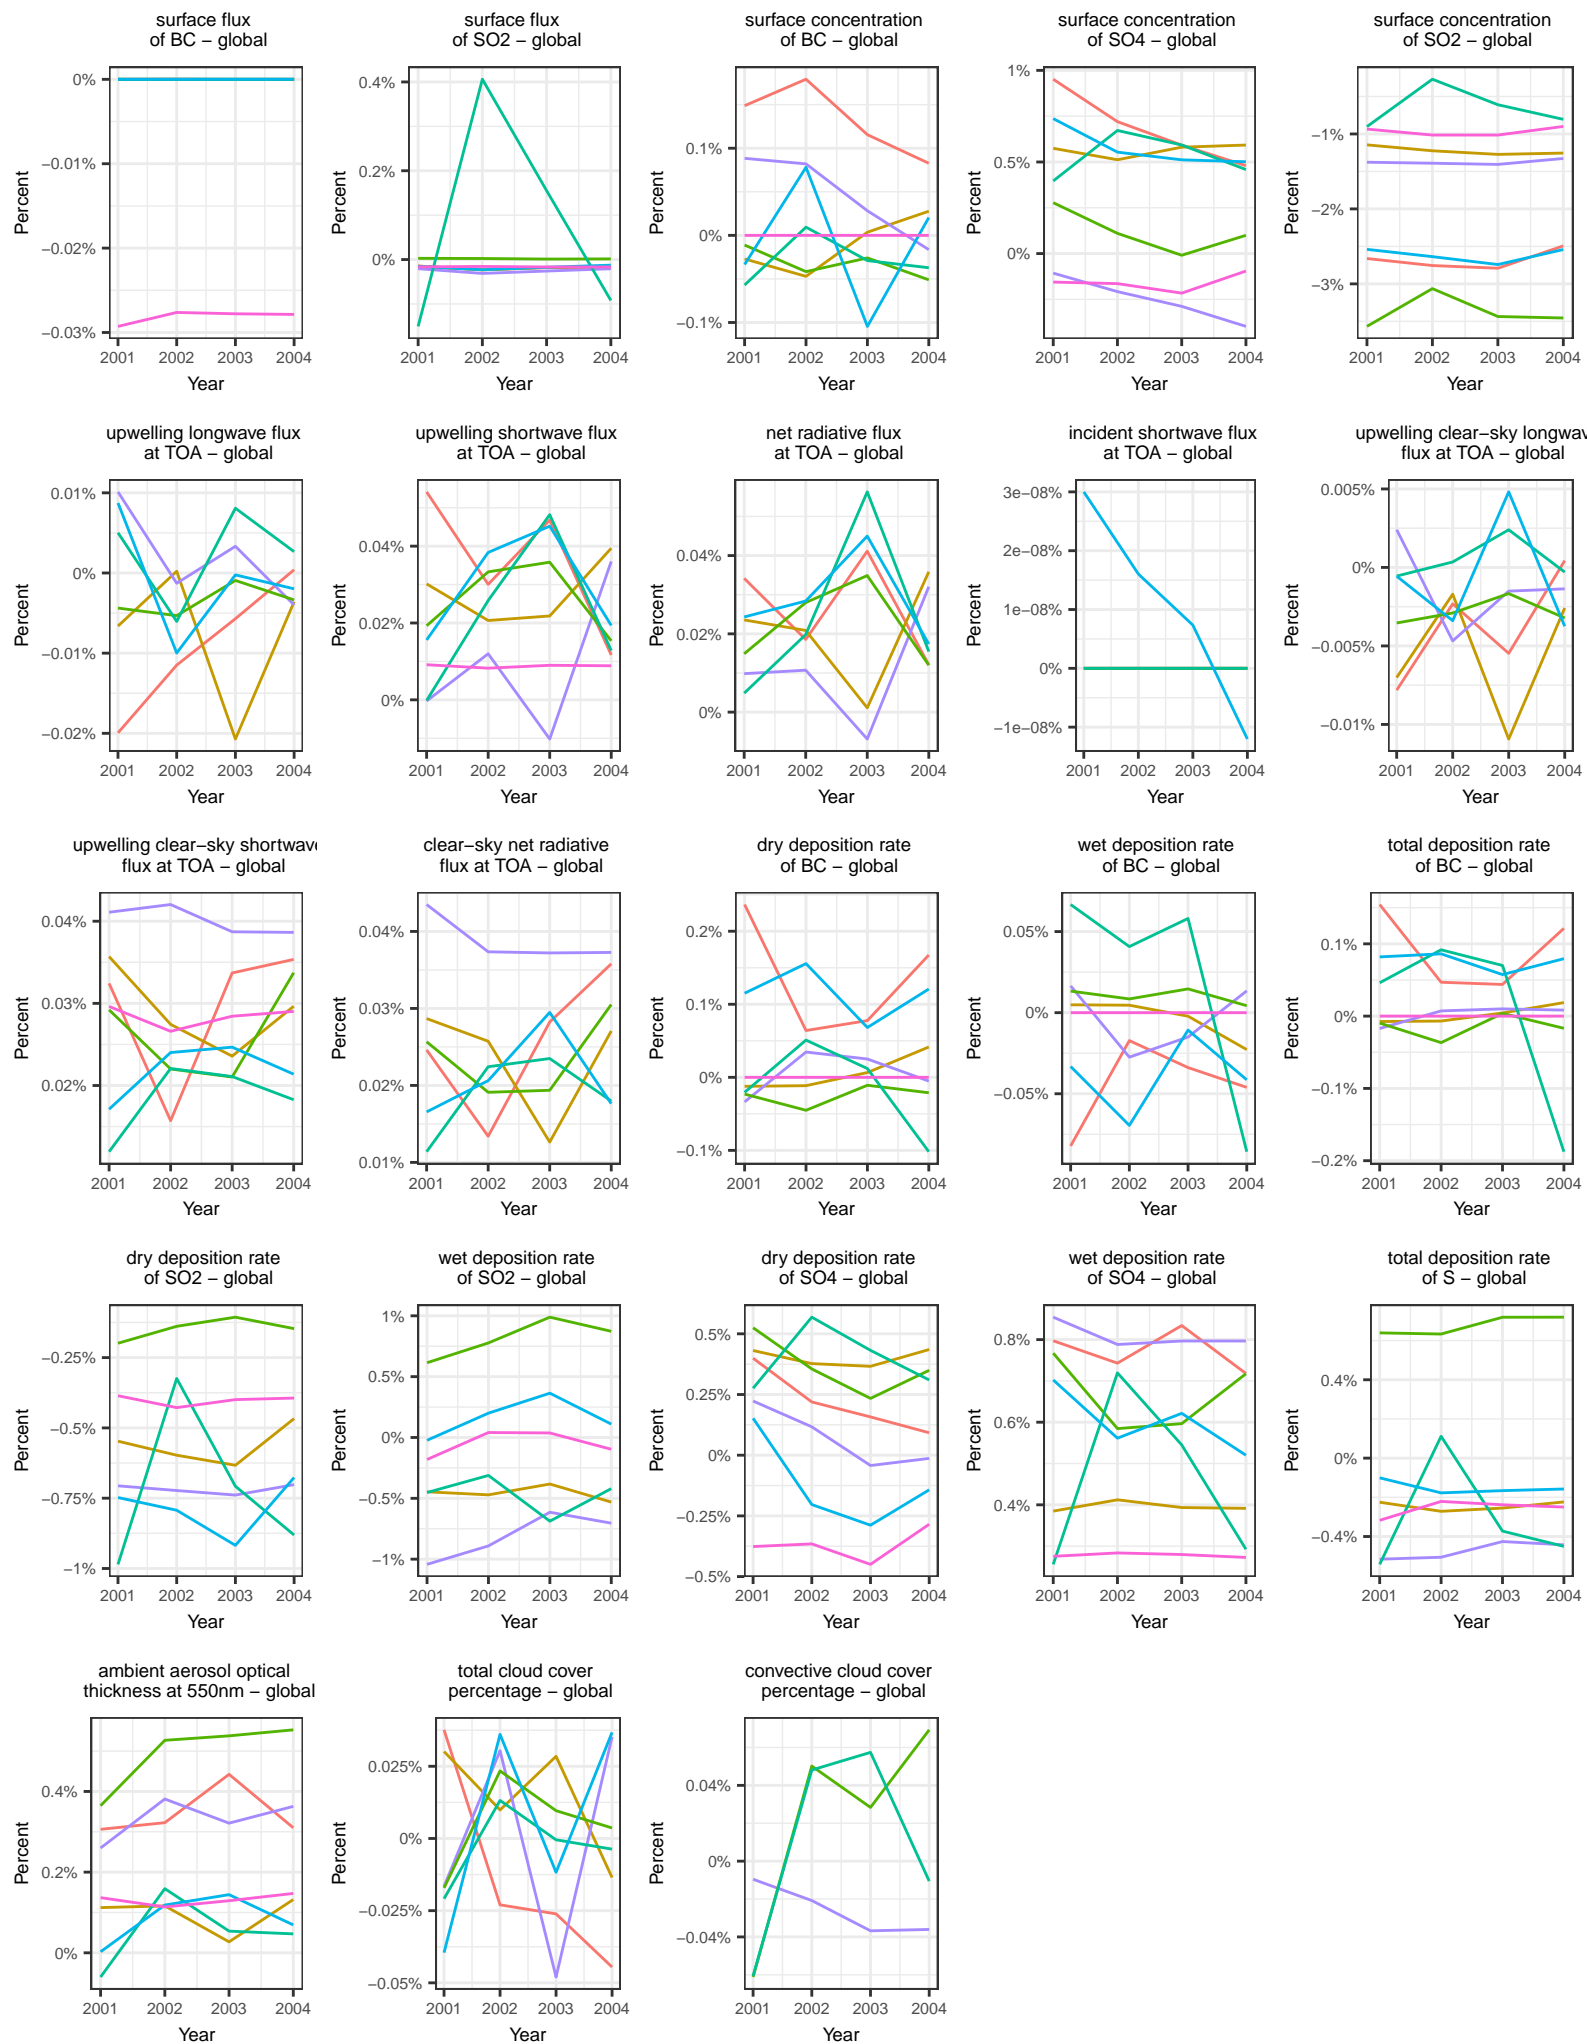 surface flux
of BC − global
surface flux
of SO2 − global
surface concentration
of BC − global
surface concentration
of SO4 − global
surface concentration
of SO2 − global
Percent
0%
−0.01%
−0.02%
−0.03%
2001 2002 2003 2004
Year
Percent
0.4%
0.2%
0%
2001 2002 2003 2004
Year
Percent
0.1%
0%
−0.1%
2001 2002 2003 2004
Year
Percent
1%
0.5%
0%
2001 2002 2003 2004
Year
Percent
−1%
−2%
−3%
2001 2002 2003 2004
Year
upwelling longwave flux
at TOA − global
upwelling shortwave flux
at TOA − global
net radiative flux
at TOA − global
incident shortwave flux
at TOA − global
upwelling clear−sky longwav
flux at TOA − global
Percent
0.01%
0%
−0.01%
−0.02%
2001 2002 2003 2004
Year
Percent
0.04%
0.02%
0%
2001 2002 2003 2004
Year
Percent
0.04%
0.02%
0%
2001 2002 2003 2004
Year
Percent
3e−08%
2e−08%
1e−08%
0%
−1e−08%
2001 2002 2003 2004
Year
Percent
0.005%
0%
−0.005%
−0.01%
2001 2002 2003 2004
Year
upwelling clear−sky shortwav
flux at TOA − global
clear−sky net radiative
flux at TOA − global
dry deposition rate
of BC − global
wet deposition rate
of BC − global
total deposition rate
of BC − global
Percent
0.04%
0.03%
0.02%
2001 2002 2003 2004
Year
Percent
0.04%
0.03%
0.02%
0.01%
2001 2002 2003 2004
Year
Percent
0.2%
0.1%
0%
−0.1%
2001 2002 2003 2004
Year
Percent
0.05%
0%
−0.05%
2001 2002 2003 2004
Year
Percent
0.1%
0%
−0.1%
−0.2%
2001 2002 2003 2004
Year
dry deposition rate
of SO2 − global
wet deposition rate
of SO2 − global
dry deposition rate
of SO4 − global
wet deposition rate
of SO4 − global
total deposition rate
of S − global
Percent
−0.25%
−0.5%
−0.75%
−1%
2001 2002 2003 2004
Year
Percent
1%
0.5%
0%
−0.5%
−1%
2001 2002 2003 2004
Year
Percent
0.5%
0.25%
0%
−0.25%
−0.5%
2001 2002 2003 2004
Year
Percent
0.8%
0.6%
0.4%
2001 2002 2003 2004
Year
Percent
0.4%
0%
−0.4%
2001 2002 2003 2004
Year
ambient aerosol optical
thickness at 550nm − global
total cloud cover
percentage − global
convective cloud cover
percentage − global
Percent
0.4%
0.2%
0%
2001 2002 2003 2004
Year
Percent
0.025%
0%
−0.025%
−0.05%
2001 2002 2003 2004
Year
Percent
0.04%
0%
−0.04%
2001 2002 2003 2004
Year